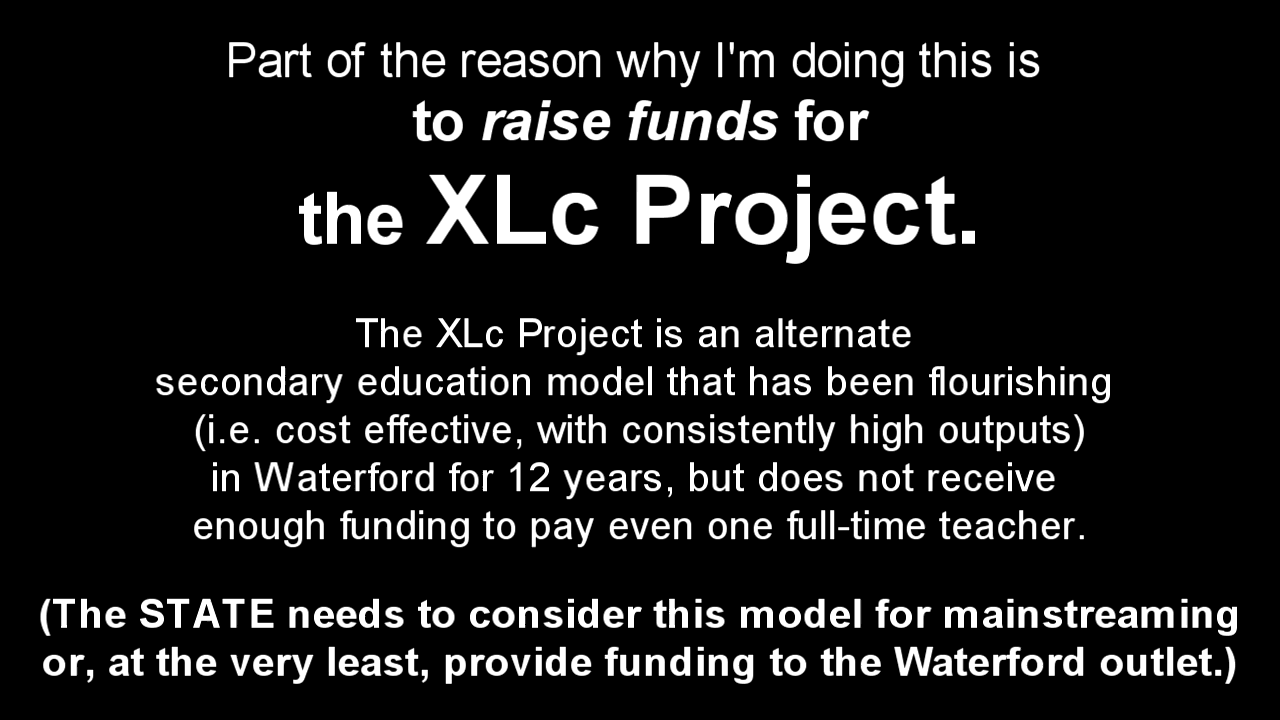 Part of the reason why I'm doing this is
to raise funds for
the XLc Project.
The XLc Project is an alternate
secondary education model that has been flourishing
(i.e. cost effective, with consistently high outputs)
in Waterford for 12 years, but does not receive
enough funding to pay even one full-time teacher.
(The STATE needs to consider this model for mainstreaming
or, at the very least, provide funding to the Waterford outlet.)